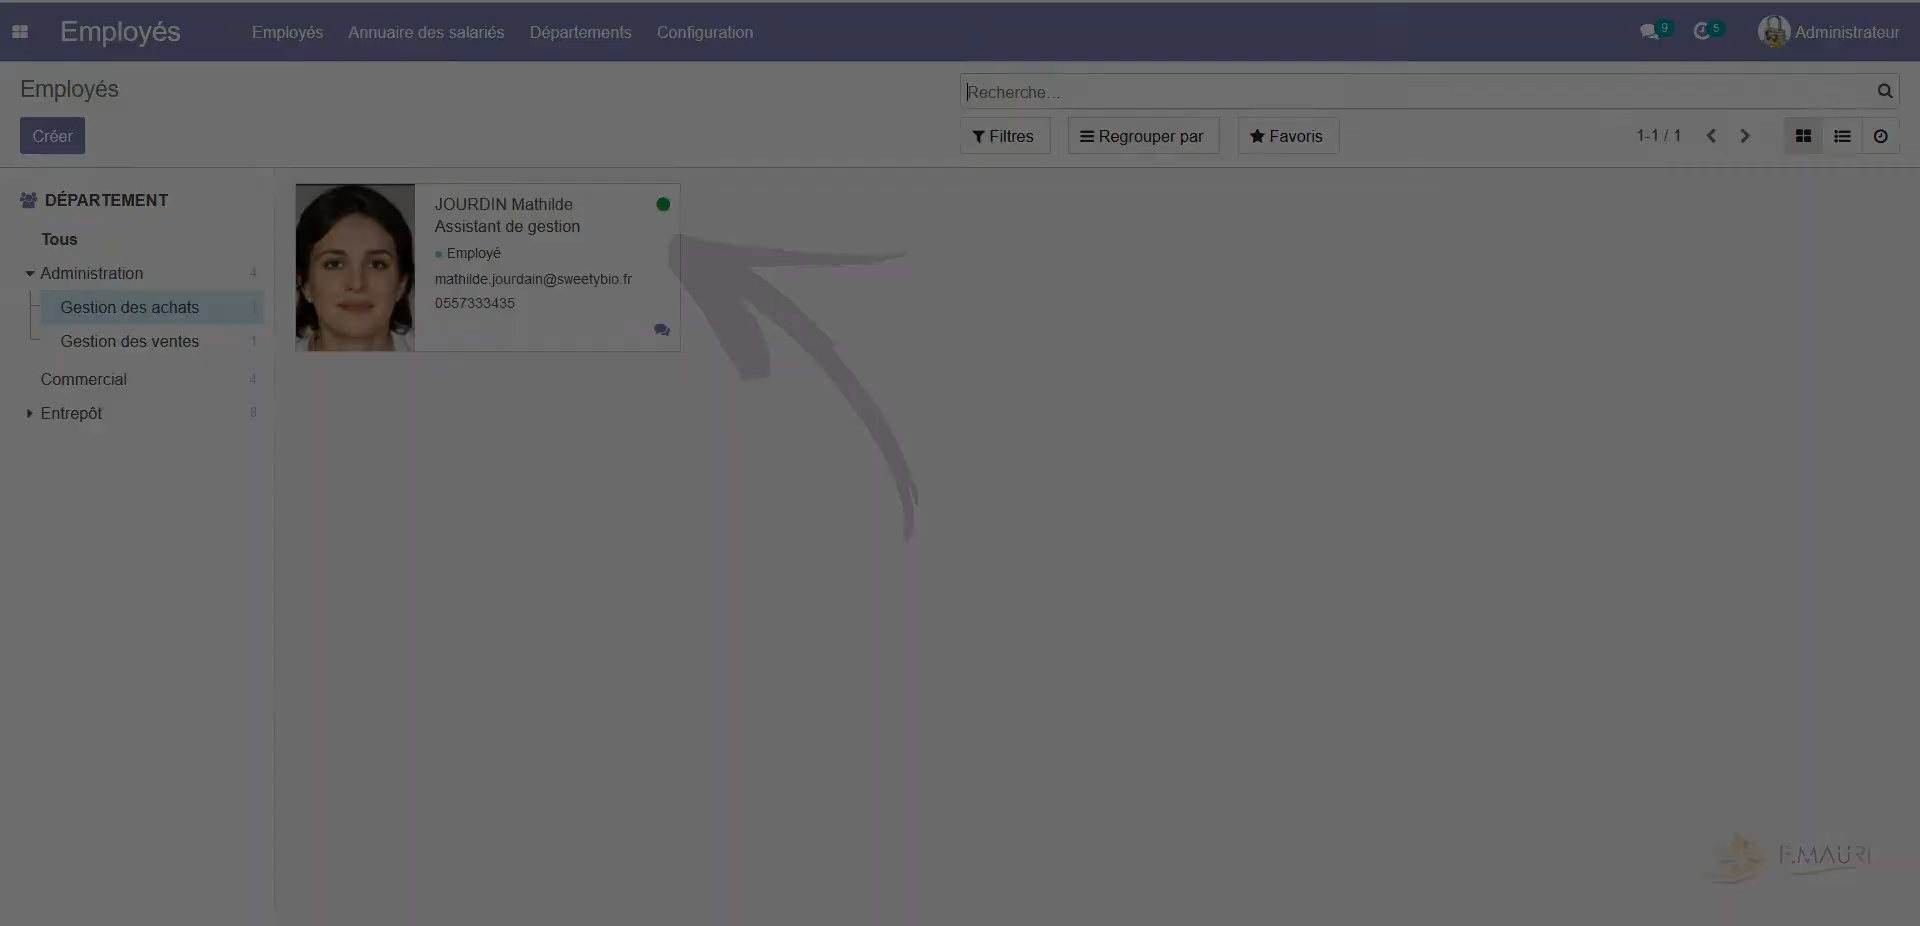 Employés
Employés Annuaire des salariés Départements Configuration
9
5
Administrateur
Employés
Recherche...
Créer
Filtres
Regrouper par
Favoris
1-1 / 1
DÉPARTEMENT
Tous
Administration 4
Gestion des achats 1
Gestion des ventes 1
Commercial 4
Entrepôt 8
JOURDIN Mathilde
Assistant de gestion
Employé
mathilde.jourdain@sweetybio.fr
0557333435
F.MAURI